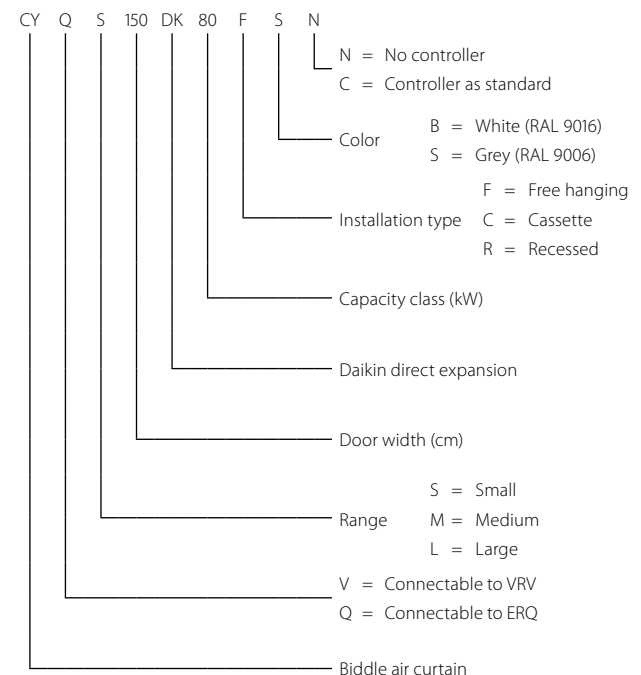 CY Q S 150 DK 80 F S N
N = No controller
C = Controller as standard
Color
B = White (RAL 9016)
S = Grey (RAL 9006)
Installation type
F = Free hanging
C = Cassette
R = Recessed
Capacity class (kW)
Daikin direct expansion
Door width (cm)
Range
S = Small
M = Medium
L = Large
V = Connectable to VRV
Q = Connectable to ERQ
Biddle air curtain